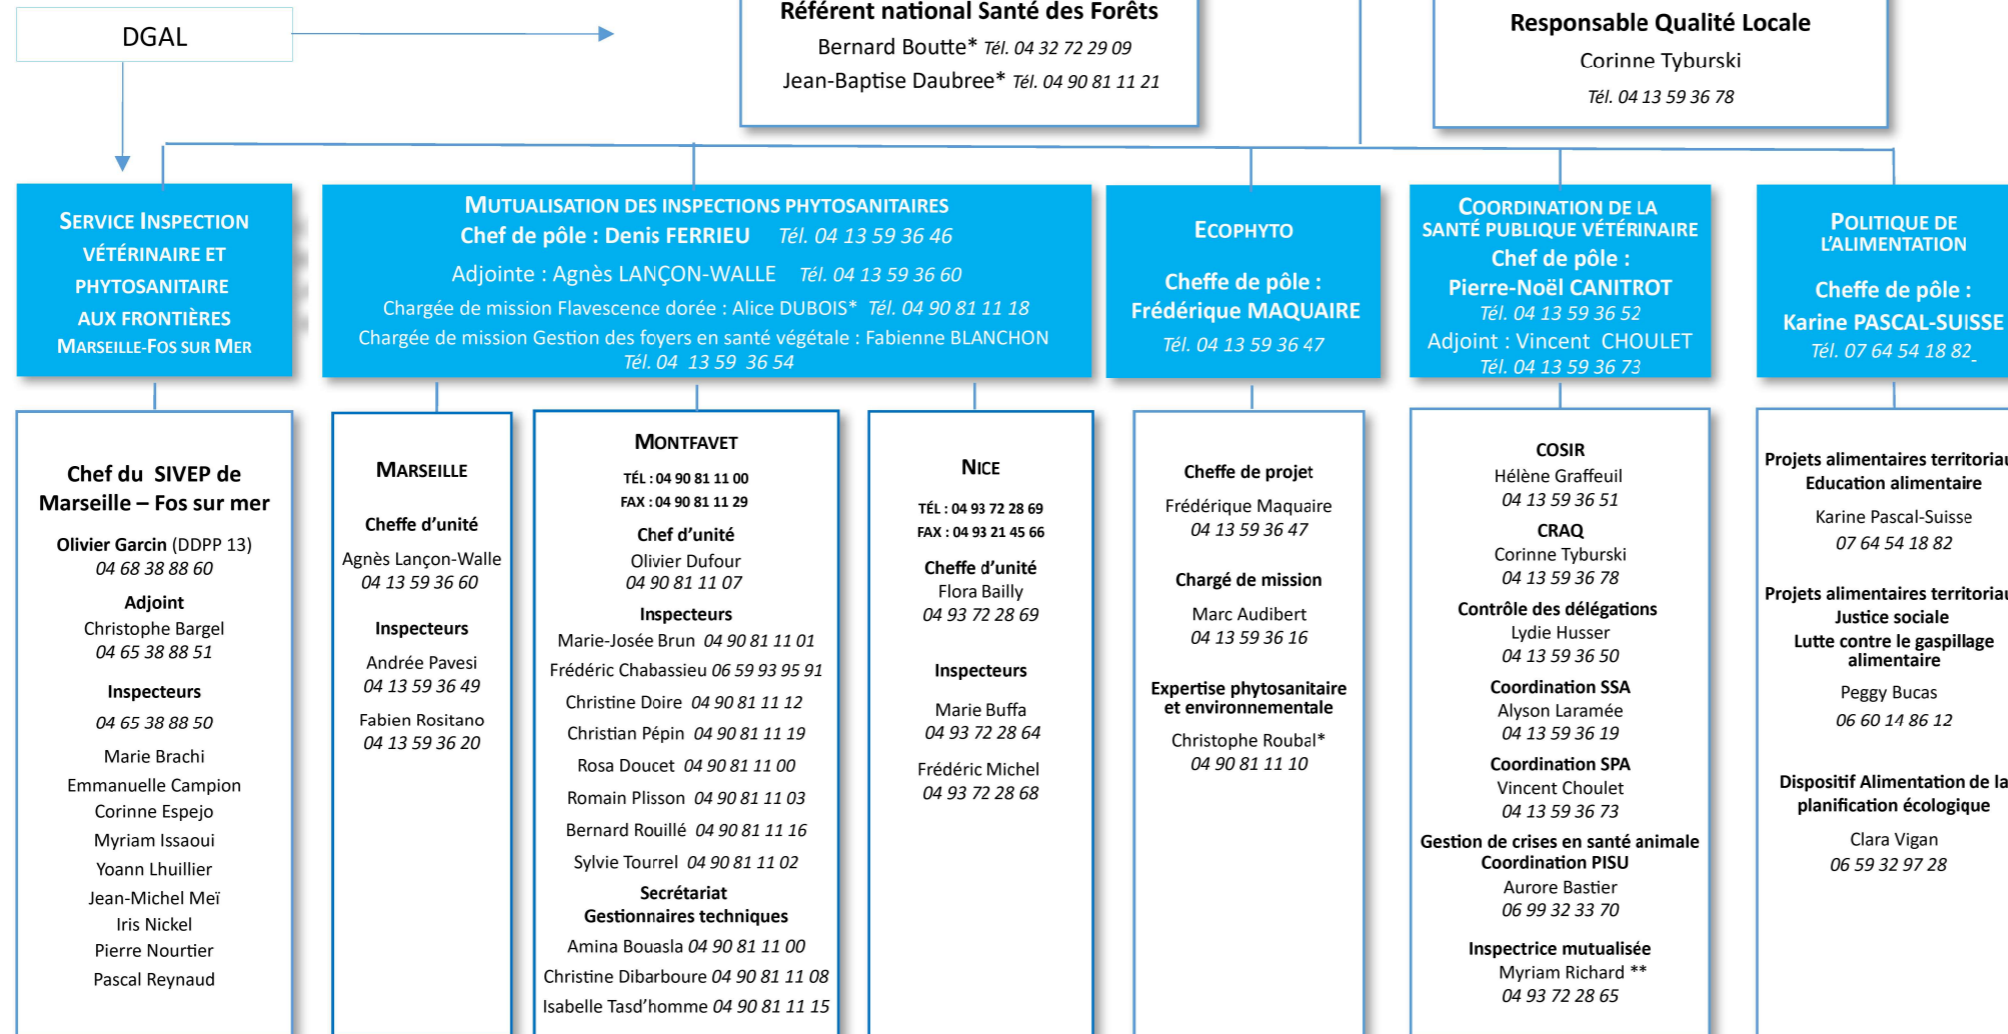 DGAL
Référent national Santé des Forêts
Bernard Boutte* Tél. 04 32 72 29 09
Jean-Baptise Daubree* Tél. 04 90 81 11 21
Responsable Qualité Locale
Corinne Tyburski
Tél. 04 13 59 36 78
SERVICE INSPECTION
VÉTÉRINAIRE ET
PHYTOSANITAIRE
AUX FRONTIÈRES
MARSEILLE-FOS SUR MER
MUTUALISATION DES INSPECTIONS PHYTOSANITAIRES
Chef de pôle : Denis FERRIEU Tél. 04 13 59 36 46
Adjointe : Agnès LANÇON-WALLE Tél. 04 13 59 36 60
Chargée de mission Flavescence dorée : Alice DUBOIS* Tél. 04 90 81 11 18
Chargée de mission Gestion des foyers en santé végétale : Fabienne BLANCHON
Tél. 04 13 59 36 54
ECOPHYTO
Cheffe de pôle :
Frédérique MAQUAIRE
Tél. 04 13 59 36 47
COORDINATION DE LA
SANTÉ PUBLIQUE VÉTÉRINAIRE
Chef de pôle :
Pierre-Noël CANITROT
Tél. 04 13 59 36 52
Adjoint : Vincent CHOULET
Tél. 04 13 59 36 73
POLITIQUE DE
L'ALIMENTATION
Cheffe de pôle :
Karine PASCAL-SUISSE
Tél. 07 64 54 18 82
Chef du SIVEP de
Marseille – Fos sur mer
Olivier Garcin (DDPP 13)
04 68 38 88 60
Adjoint
Christophe Bargel
04 65 38 88 51
Inspecteurs
04 65 38 88 50
Marie Brachi
Emmanuelle Campion
Corinne Espejo
Myriam Issaoui
Yoann Lhuillier
Jean-Michel Meï
Iris Nickel
Pierre Nourtier
Pascal Reynaud
MARSEILLE
Cheffe d'unité
Agnès Lançon-Walle
04 13 59 36 60
Inspecteurs
Andrée Pavesi
04 13 59 36 49
Fabien Rositano
04 13 59 36 20
MONTFAVET
TÉL : 04 90 81 11 00
FAX : 04 90 81 11 29
Chef d'unité
Olivier Dufour
04 90 81 11 07
Inspecteurs
Marie-Josée Brun 04 90 81 11 01
Frédéric Chabassieu 06 59 93 95 91
Christine Doire 04 90 81 11 12
Christian Pépin 04 90 81 11 19
Rosa Doucet 04 90 81 11 00
Romain Plisson 04 90 81 11 03
Bernard Rouillé 04 90 81 11 16
Sylvie Tourrel 04 90 81 11 02
Secrétariat
Gestionnaires techniques
Amina Bouasla 04 90 81 11 00
Christine Dibarboure 04 90 81 11 08
Isabelle Tasd'homme 04 90 81 11 15
NICE
TÉL : 04 93 72 28 69
FAX : 04 93 21 45 66
Cheffe d'unité
Flora Bailly
04 93 72 28 69
Inspecteurs
Marie Buffa
04 93 72 28 64
Frédéric Michel
04 93 72 28 68
Cheffe de projet
Frédérique Maquaire
04 13 59 36 47
Chargé de mission
Marc Audibert
04 13 59 36 16
Expertise phytosanitaire
et environnementale
Christophe Roubal*
04 90 81 11 10
COSIR
Hélène Graffeuil
04 13 59 36 51
CRAQ
Corinne Tyburski
04 13 59 36 78
Contrôle des délégations
Lydie Husser
04 13 59 36 50
Coordination SSA
Alyson Laramée
04 13 59 36 19
Coordination SPA
Vincent Choulet
04 13 59 36 73
Gestion de crises en santé animale
Coordination PISU
Aurore Bastier
06 99 32 33 70
Inspectrice mutualisée
Myriam Richard **
04 93 72 28 65
Projets alimentaires territoriau
Education alimentaire
Karine Pascal-Suisse
07 64 54 18 82
Projets alimentaires territoriau
Justice sociale
Lutte contre le gaspillage
alimentaire
Peggy Bucas
06 60 14 86 12
Dispositif Alimentation de la
planification écologique
Clara Vigan
06 59 32 97 28